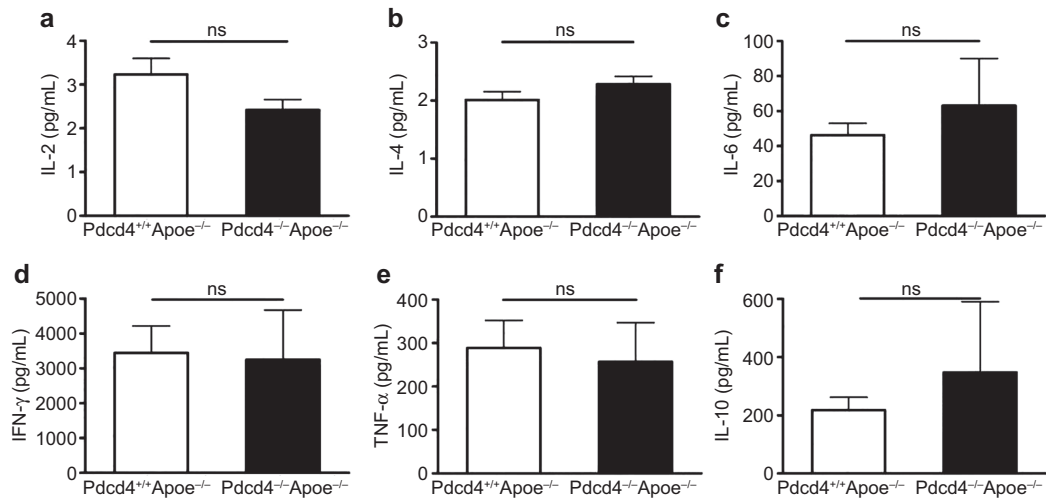 a
ns
IL-2 (pg/mL)
4
3
2
1
0
Pdcd4⁺/⁺Apoe⁻/⁻ Pdcd4⁻/⁻Apoe⁻/⁻
b
ns
IL-4 (pg/mL)
3
2
1
0
Pdcd4⁺/⁺Apoe⁻/⁻ Pdcd4⁻/⁻Apoe⁻/⁻
c
ns
IL-6 (pg/mL)
100
80
60
40
20
0
Pdcd4⁺/⁺Apoe⁻/⁻ Pdcd4⁻/⁻Apoe⁻/⁻
d
ns
IFN-γ (pg/mL)
5000
4000
3000
2000
1000
0
Pdcd4⁺/⁺Apoe⁻/⁻ Pdcd4⁻/⁻Apoe⁻/⁻
e
ns
TNF-α (pg/mL)
400
300
200
100
0
Pdcd4⁺/⁺Apoe⁻/⁻ Pdcd4⁻/⁻Apoe⁻/⁻
f
ns
IL-10 (pg/mL)
600
400
200
0
Pdcd4⁺/⁺Apoe⁻/⁻ Pdcd4⁻/⁻Apoe⁻/⁻